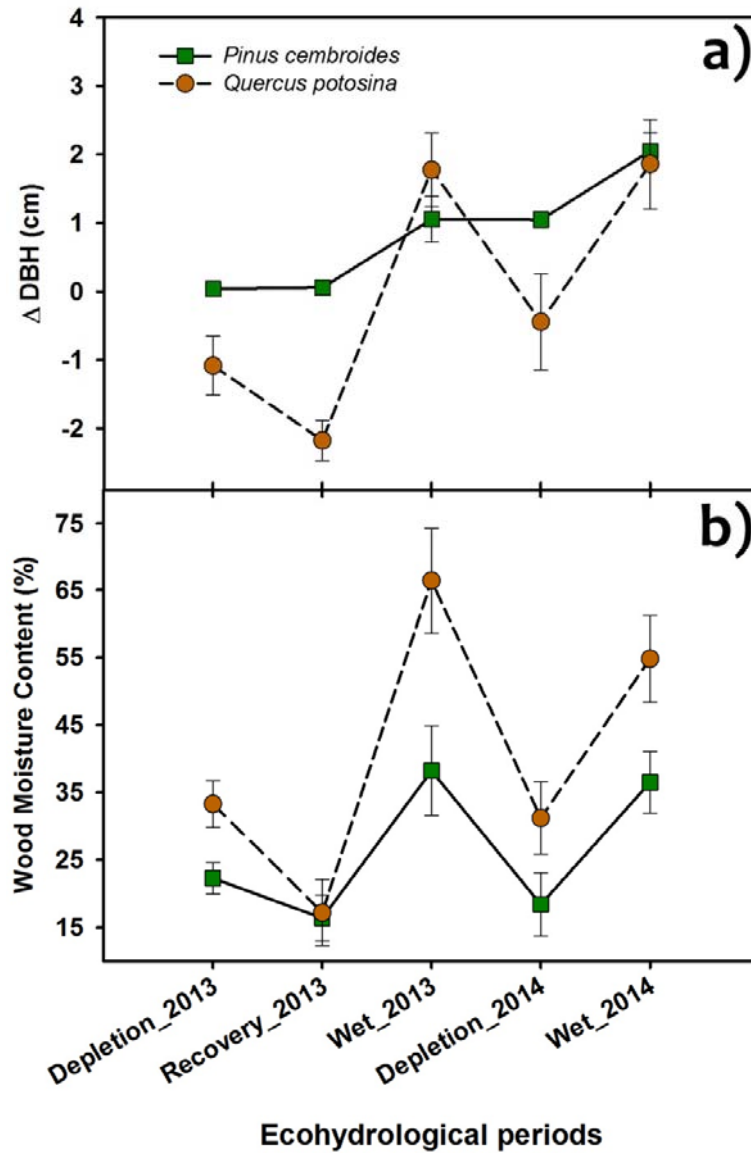 4
a)
Pinus cembroides
Quercus potosina
3
2
1
0
-1
-2
Δ DBH (cm)
b)
75
65
55
45
35
25
15
Wood Moisture Content (%)
Depletion_2013
Recovery_2013
Wet_2013
Depletion_2014
Wet_2014
Ecohydrological periods